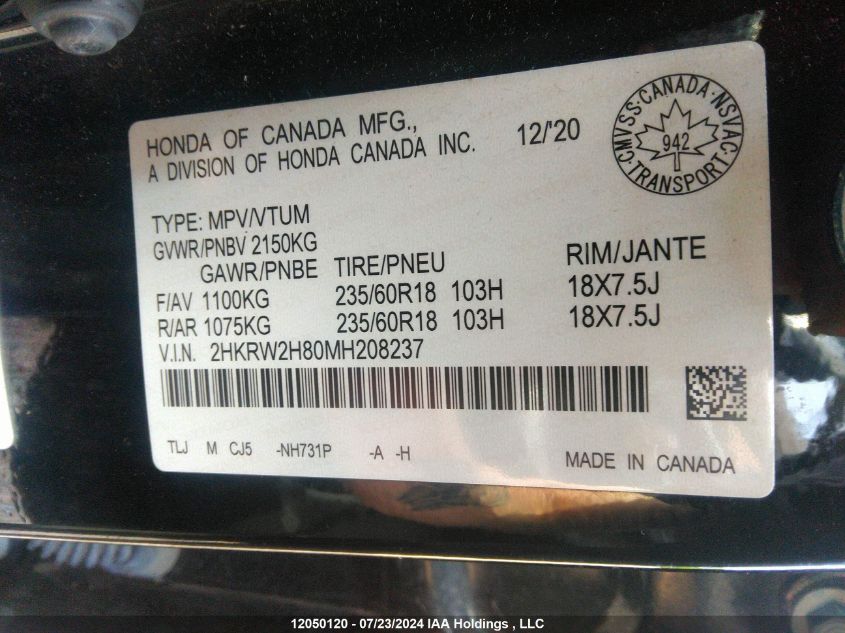 HONDA OF CANADA MFG.,
A DIVISION OF HONDA CANADA INC.
12/'20
CMVSS · CANADA · NSVAC · TRANSPORT
942
TYPE: MPV/VTUM
GVWR/PNBV 2150KG
GAWR/PNBE TIRE/PNEU RIM/JANTE
F/AV 1100KG 235/60R18 103H 18X7.5J
R/AR 1075KG 235/60R18 103H 18X7.5J
V.I.N. 2HKRW2H80MH208237
TLJ M CJ5 -NH731P -A -H
MADE IN CANADA
12050120 - 07/23/2024 IAA Holdings , LLC